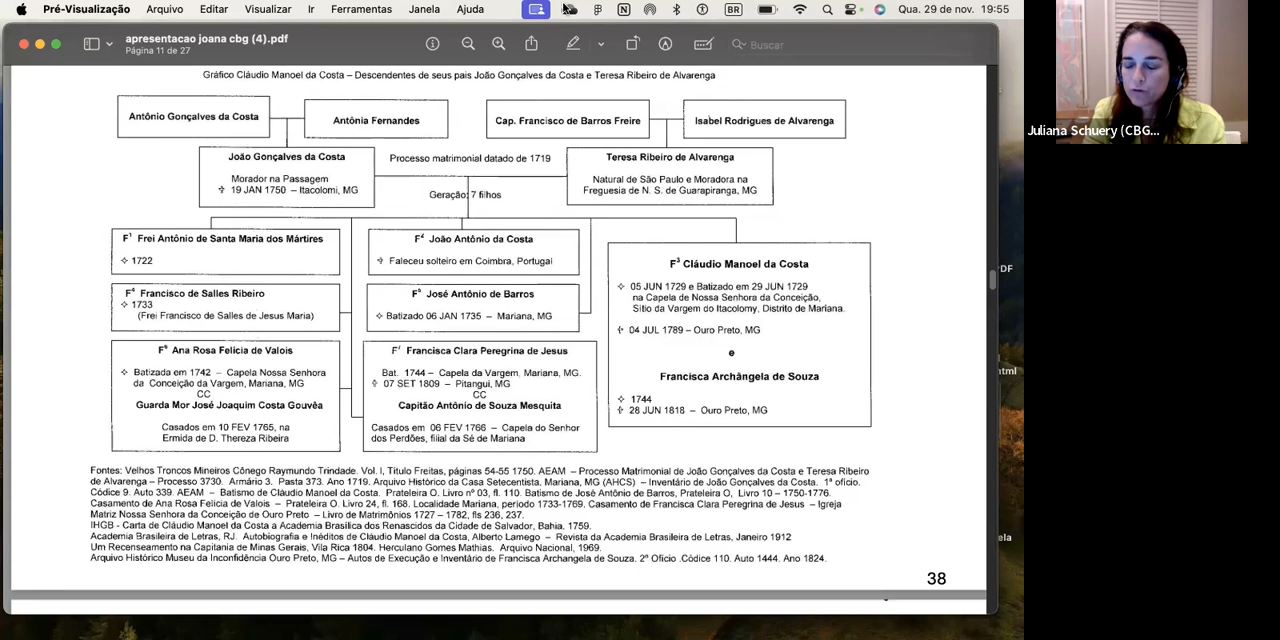 Pré-Visualização Arquivo Editar Visualizar Ir Ferramentas Janela Ajuda BR Qua. 29 de nov. 19:55
apresentacao joana cbg (4).pdf
Página 11 de 27
Buscar
Juliana Schuery (CBG...
Gráfico Cláudio Manoel da Costa – Descendentes de seus pais João Gonçalves da Costa e Teresa Ribeiro de Alvarenga
Antônio Gonçalves da Costa
Antônia Fernandes
Cap. Francisco de Barros Freire
Isabel Rodrigues de Alvarenga
João Gonçalves da Costa
Morador na Passagem
✞ 19 JAN 1750 – Itacolomi, MG
Processo matrimonial datado de 1719
Geração: 7 filhos
Teresa Ribeiro de Alvarenga
Natural de São Paulo e Moradora na
Freguesia de N. S. de Guarapiranga, MG
F¹ Frei Antônio de Santa Maria dos Mártires
✧ 1722
F² João Antônio da Costa
✞ Faleceu solteiro em Coimbra, Portugal
F³ Cláudio Manoel da Costa
✧ 05 JUN 1729 e Batizado em 29 JUN 1729
na Capela de Nossa Senhora da Conceição,
Sítio da Vargem do Itacolomy, Distrito de Mariana.
✞ 04 JUL 1789 – Ouro Preto, MG
e
Francisca Archângela de Souza
✧ 1744
✞ 28 JUN 1818 – Ouro Preto, MG
F⁴ Francisco de Salles Ribeiro
✧ 1733
(Frei Francisco de Salles de Jesus Maria)
F⁵ José Antônio de Barros
✧ Batizado 06 JAN 1735 – Mariana, MG
F⁶ Ana Rosa Felícia de Valois
✧ Batizada em 1742 – Capela Nossa Senhora
da Conceição da Vargem, Mariana, MG
CC
Guarda Mor José Joaquim Costa Gouvêa
Casados em 10 FEV 1765, na
Ermida de D. Thereza Ribeira
F⁷ Francisca Clara Peregrina de Jesus
Bat. 1744 – Capela da Vargem, Mariana, MG.
✞ 07 SET 1809 – Pitangui, MG
CC
Capitão Antônio de Souza Mesquita
Casados em 06 FEV 1766 – Capela do Senhor
dos Perdões, filial da Sé de Mariana
Fontes: Velhos Troncos Mineiros Cônego Raymundo Trindade. Vol. I, Título Freitas, páginas 54-55 1750. AEAM – Processo Matrimonial de João Gonçalves da Costa e Teresa Ribeiro
de Alvarenga – Processo 3730. Armário 3. Pasta 373. Ano 1719. Arquivo Histórico da Casa Setecentista, Mariana, MG (AHCS) – Inventário de João Gonçalves da Costa. 1º ofício.
Códice 9. Auto 339. AEAM – Batismo de Cláudio Manoel da Costa. Prateleira O. Livro nº 03, fl. 110. Batismo de José Antônio de Barros, Prateleira O, Livro 10 – 1750-1776.
Casamento de Ana Rosa Felícia de Valois – Prateleira O. Livro 24, fl. 168. Localidade Mariana, período 1733-1769. Casamento de Francisca Clara Peregrina de Jesus – Igreja
Matriz Nossa Senhora da Conceição de Ouro Preto – Livro de Matrimônios 1727 – 1782, fls 236, 237.
IHGB - Carta de Cláudio Manoel da Costa a Academia Brasílica dos Renascidos da Cidade de Salvador, Bahia. 1759.
Academia Brasileira de Letras, RJ. Autobiografia e Inéditos de Cláudio Manoel da Costa, Alberto Lamego – Revista da Academia Brasileira de Letras, Janeiro 1912
Um Recenseamento na Capitania de Minas Gerais, Vila Rica 1804. Herculano Gomes Mathias. Arquivo Nacional, 1969.
Arquivo Histórico Museu da Inconfidência Ouro Preto, MG – Autos de Execução e Inventário de Francisca Archangela de Souza. 2º Ofício .Códice 110. Auto 1444. Ano 1824.
38